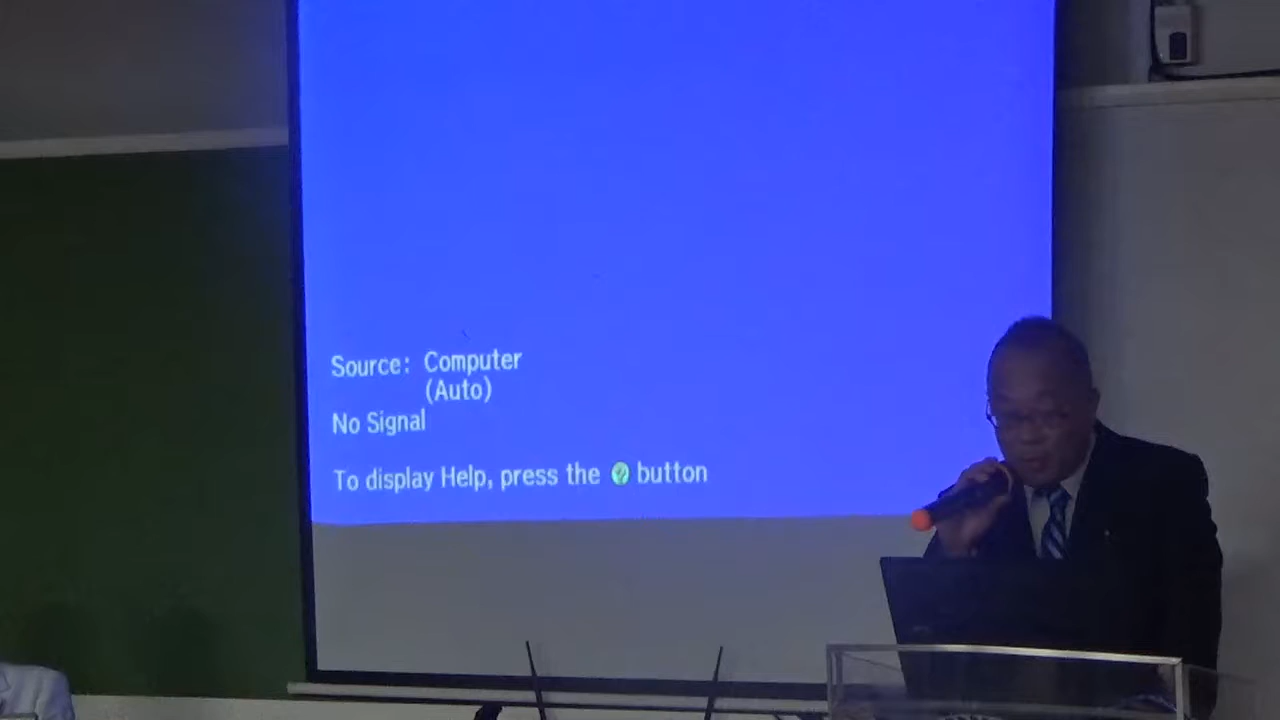 Source: Computer
(Auto)
No Signal
To display Help, press the ? button